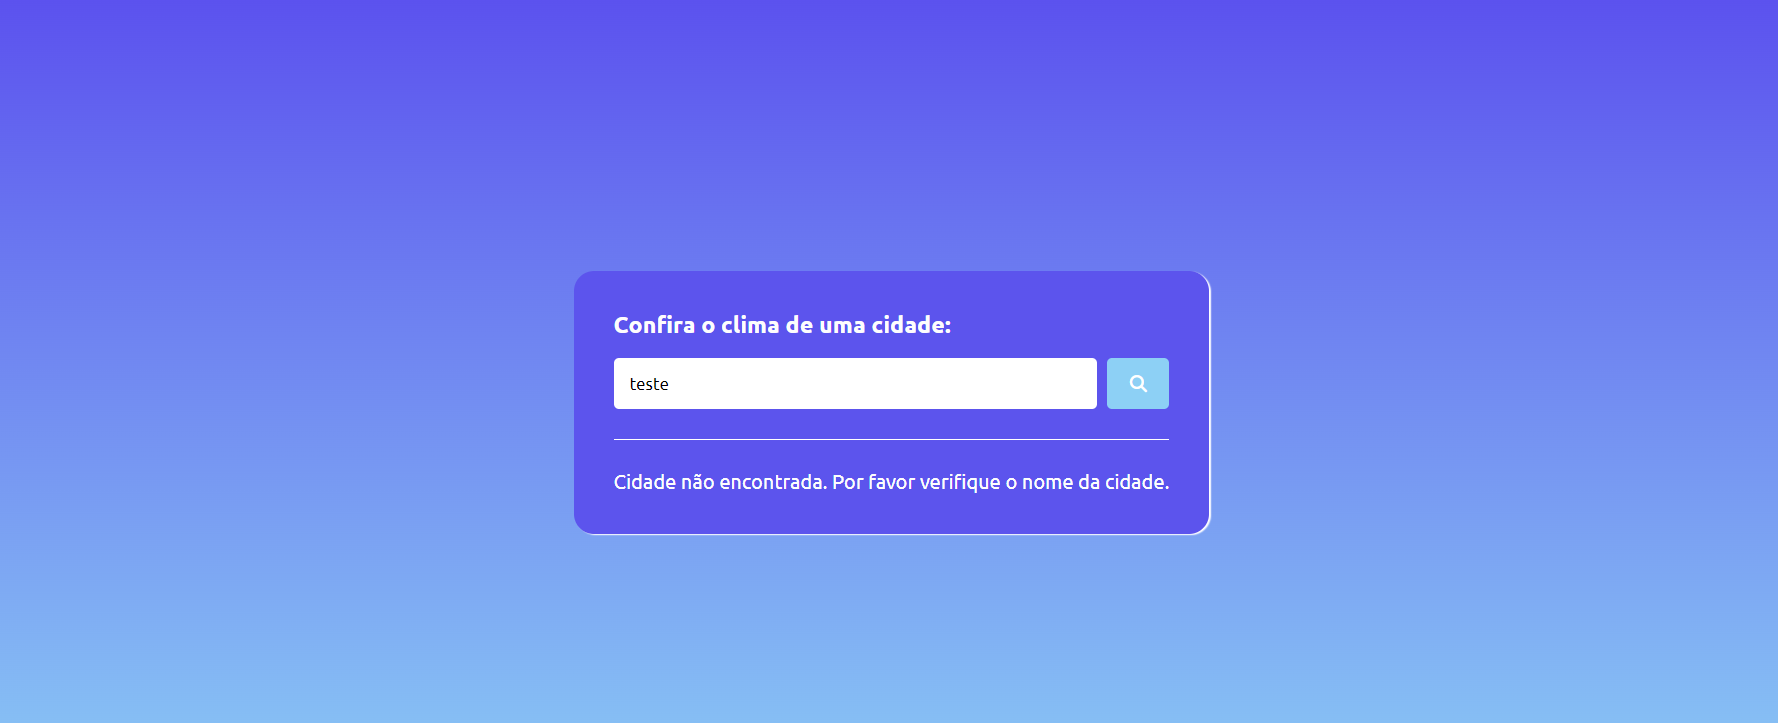 Confira o clima de uma cidade:
teste
Cidade não encontrada. Por favor verifique o nome da cidade.